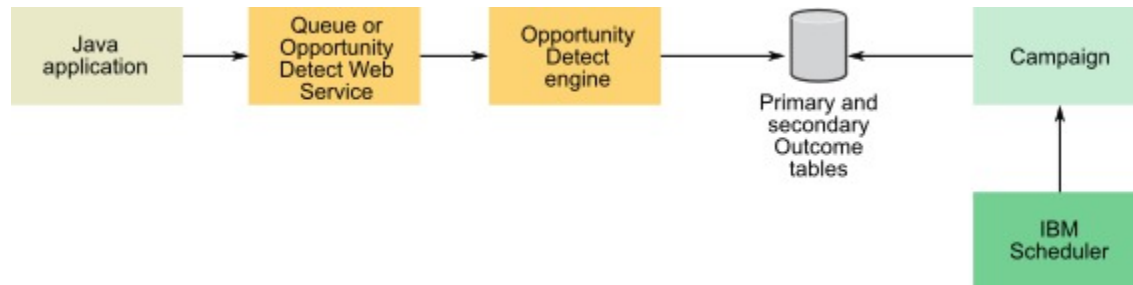 Java
application
Queue or
Opportunity
Detect Web
Service
Opportunity
Detect
engine
Primary and
secondary
Outcome
tables
Campaign
IBM
Scheduler